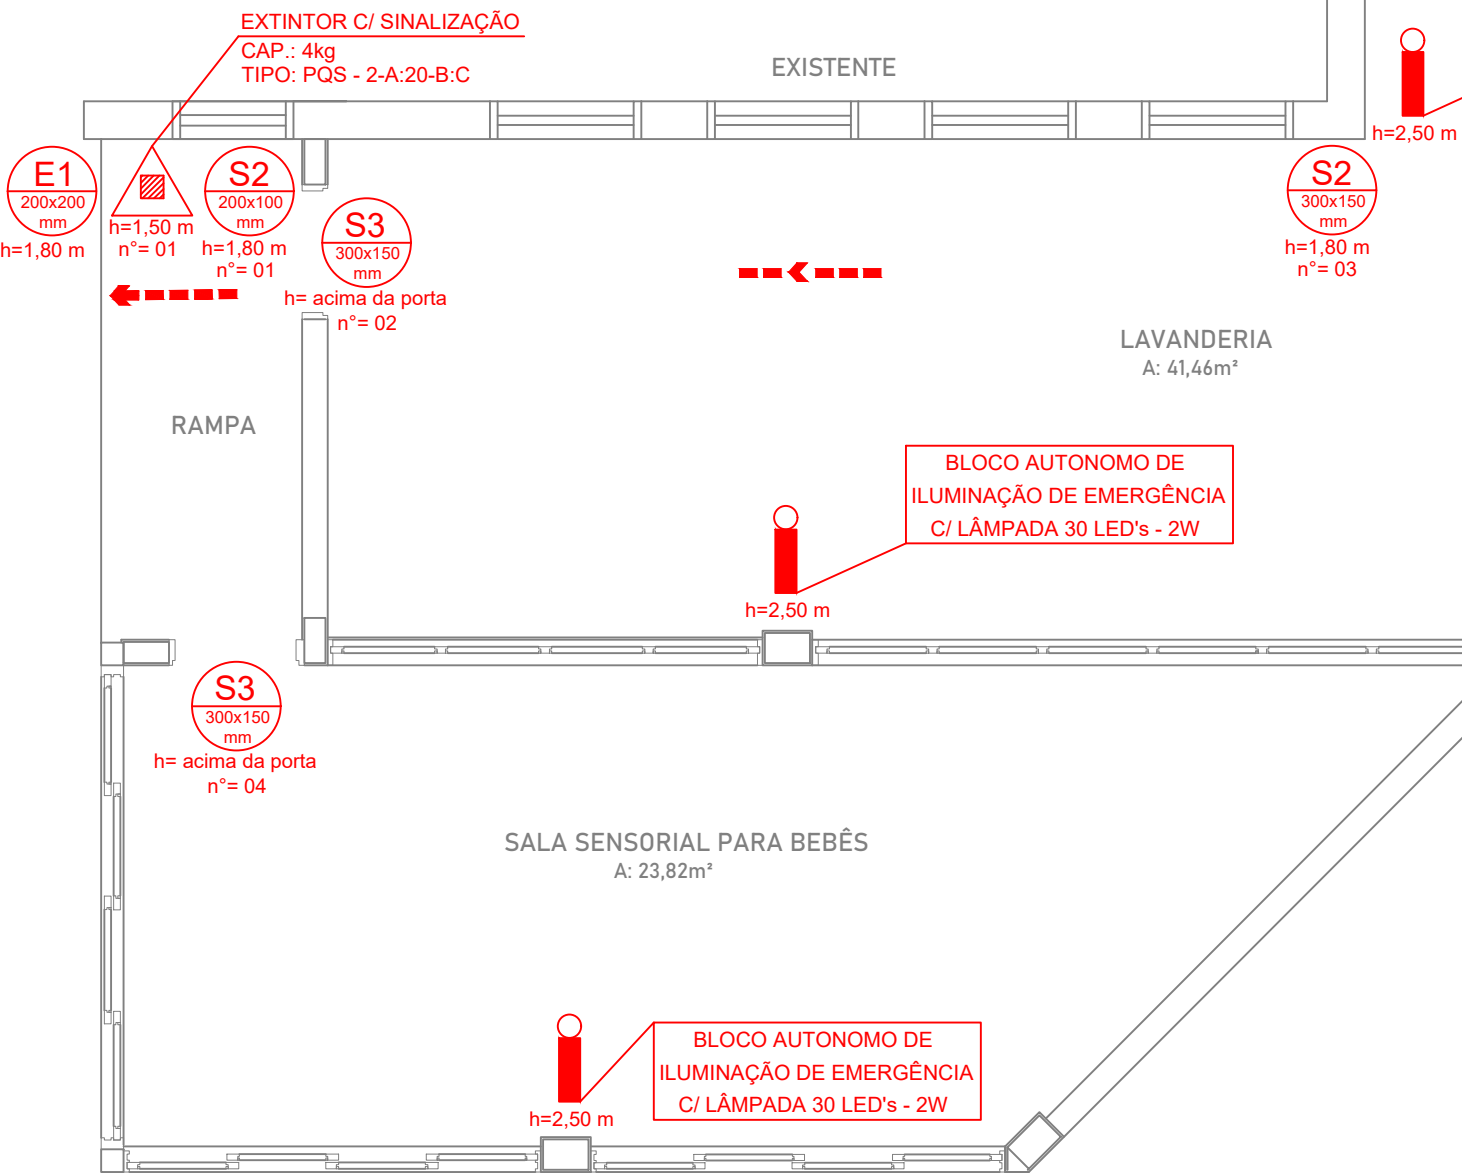 EXTINTOR C/ SINALIZAÇÃO
CAP.: 4kg
TIPO: PQS - 2-A:20-B:C
EXISTENTE
h=2,50 m
E1
200x200
mm
h=1,80 m
h=1,50 m
n°= 01
S2
200x100
mm
h=1,80 m
n°= 01
S3
300x150
mm
h= acima da porta
n°= 02
S2
300x150
mm
h=1,80 m
n°= 03
LAVANDERIA
A: 41,46m²
RAMPA
BLOCO AUTONOMO DE
ILUMINAÇÃO DE EMERGÊNCIA
C/ LÂMPADA 30 LED's - 2W
h=2,50 m
S3
300x150
mm
h= acima da porta
n°= 04
SALA SENSORIAL PARA BEBÊS
A: 23,82m²
BLOCO AUTONOMO DE
ILUMINAÇÃO DE EMERGÊNCIA
C/ LÂMPADA 30 LED's - 2W
h=2,50 m